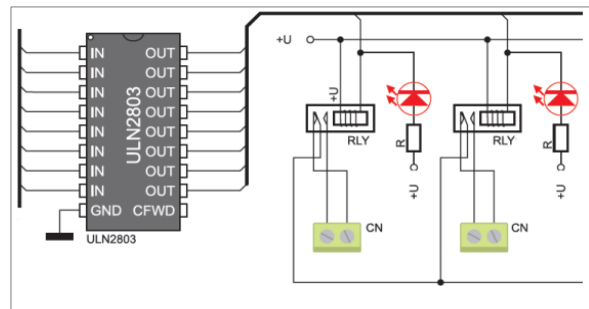 IN OUT
IN OUT
IN OUT
IN OUT
IN OUT
IN OUT
IN OUT
IN OUT
GND CFWD
ULN2803
ULN2803
+U
+U
RLY
R
+U
CN
RLY
R
+U
CN